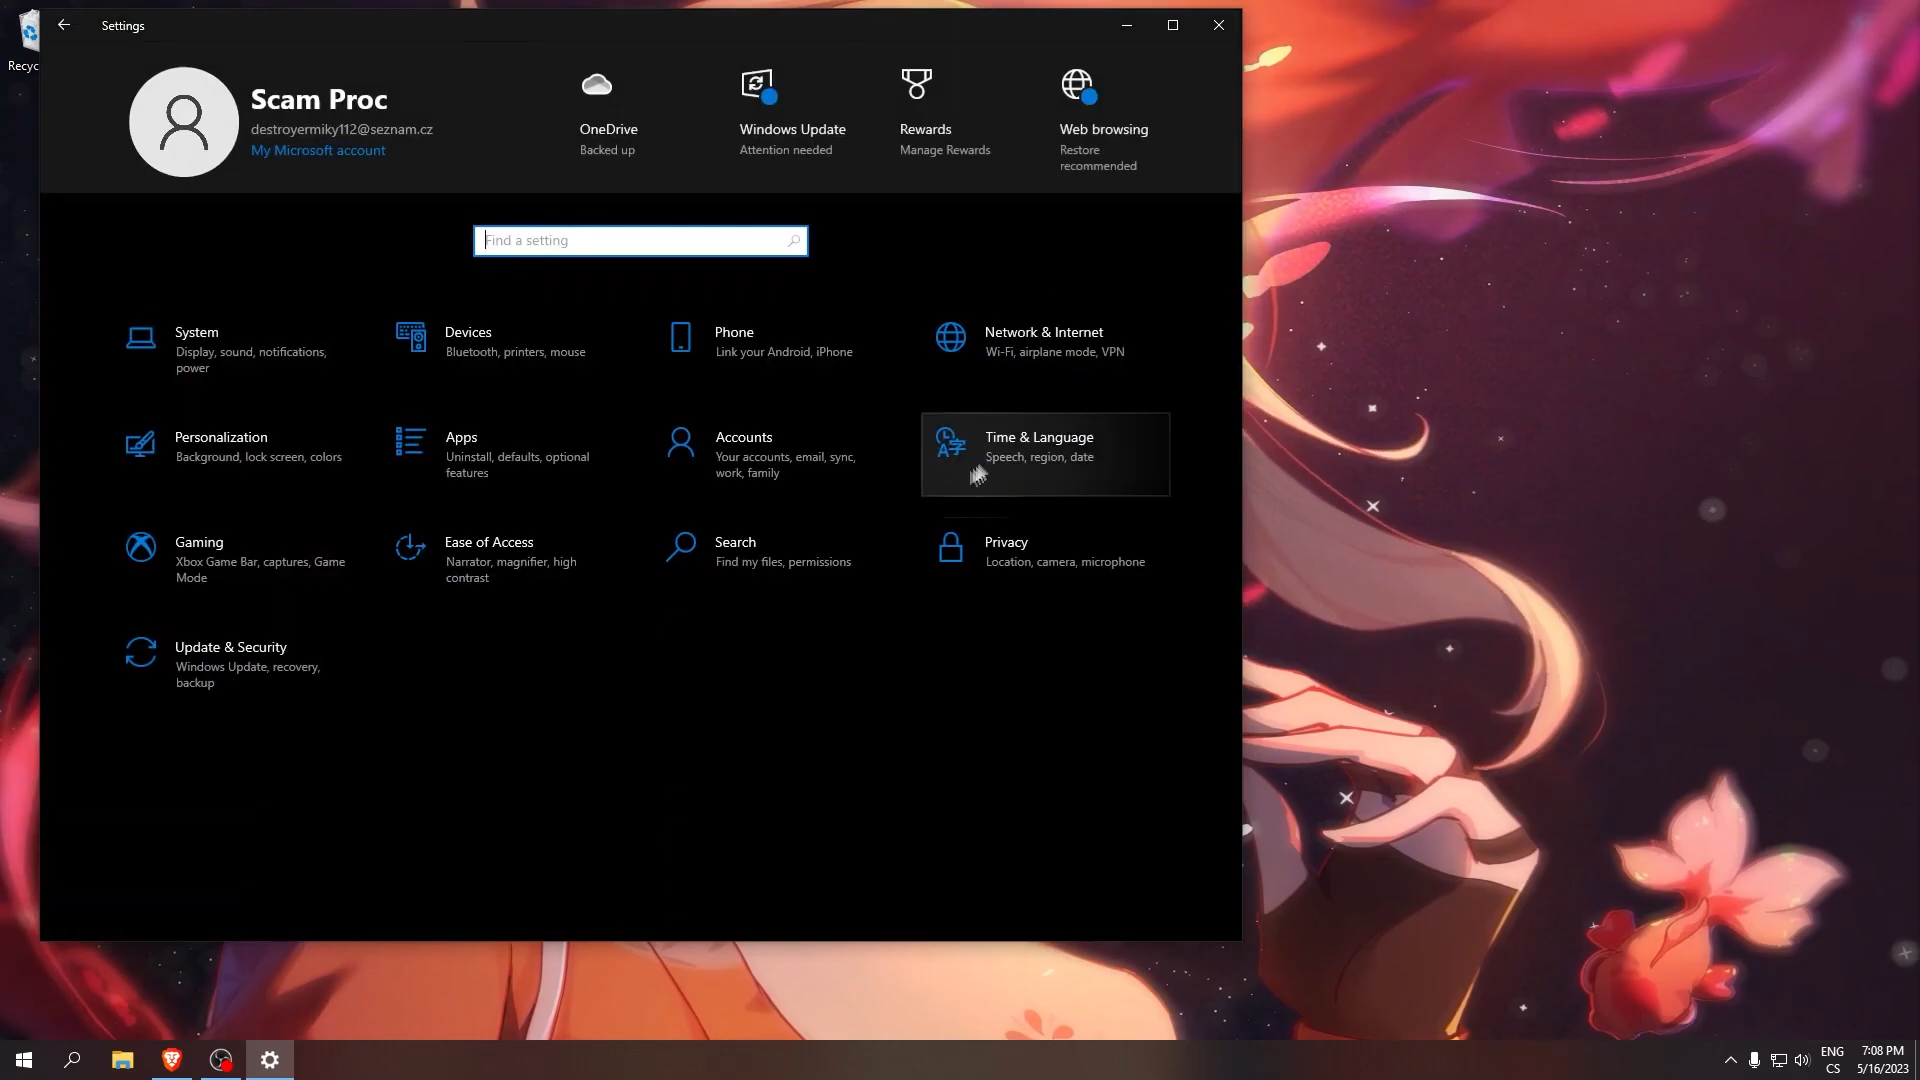 Recyc
Settings
Scam Proc
destroyermiky112@seznam.cz
My Microsoft account
OneDrive
Backed up
Windows Update
Attention needed
Rewards
Manage Rewards
Web browsing
Restore
recommended
Find a setting
System
Display, sound, notifications,
power
Devices
Bluetooth, printers, mouse
Phone
Link your Android, iPhone
Network & Internet
Wi-Fi, airplane mode, VPN
Personalization
Background, lock screen, colors
Apps
Uninstall, defaults, optional
features
Accounts
Your accounts, email, sync,
work, family
Time & Language
Speech, region, date
Gaming
Xbox Game Bar, captures, Game
Mode
Ease of Access
Narrator, magnifier, high
contrast
Search
Find my files, permissions
Privacy
Location, camera, microphone
Update & Security
Windows Update, recovery,
backup
ENG
CS
7:08 PM
5/16/2023